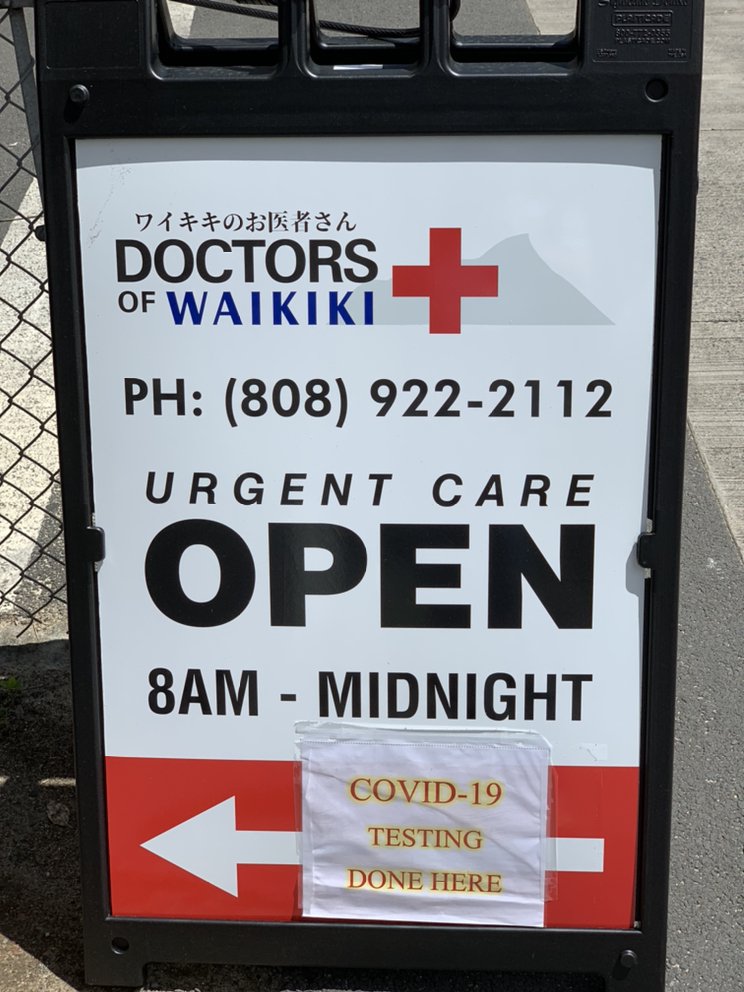 ワイキキのお医者さん
DOCTORS
OF WAIKIKI
PH: (808) 922-2112
URGENT CARE
OPEN
8AM - MIDNIGHT
COVID-19
TESTING
DONE HERE